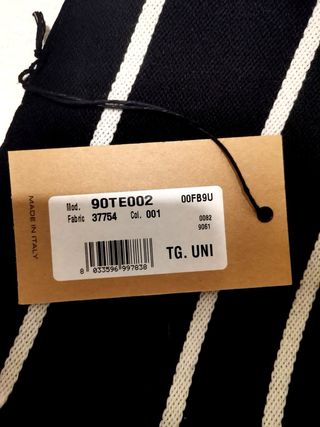 MADE IN ITALY
Mod. 90TE002 00FB9U
Fabric 37754 Col. 001 0082
9061
TG. UNI
8 033596 997838